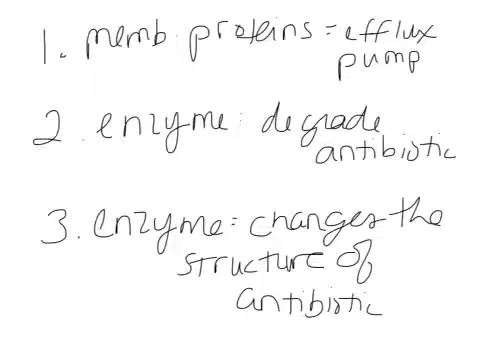 1. memb. proteins = efflux
pump
2. enzyme: degrade
antibiotic
3. enzyme = changes the
structure of
antibiotic